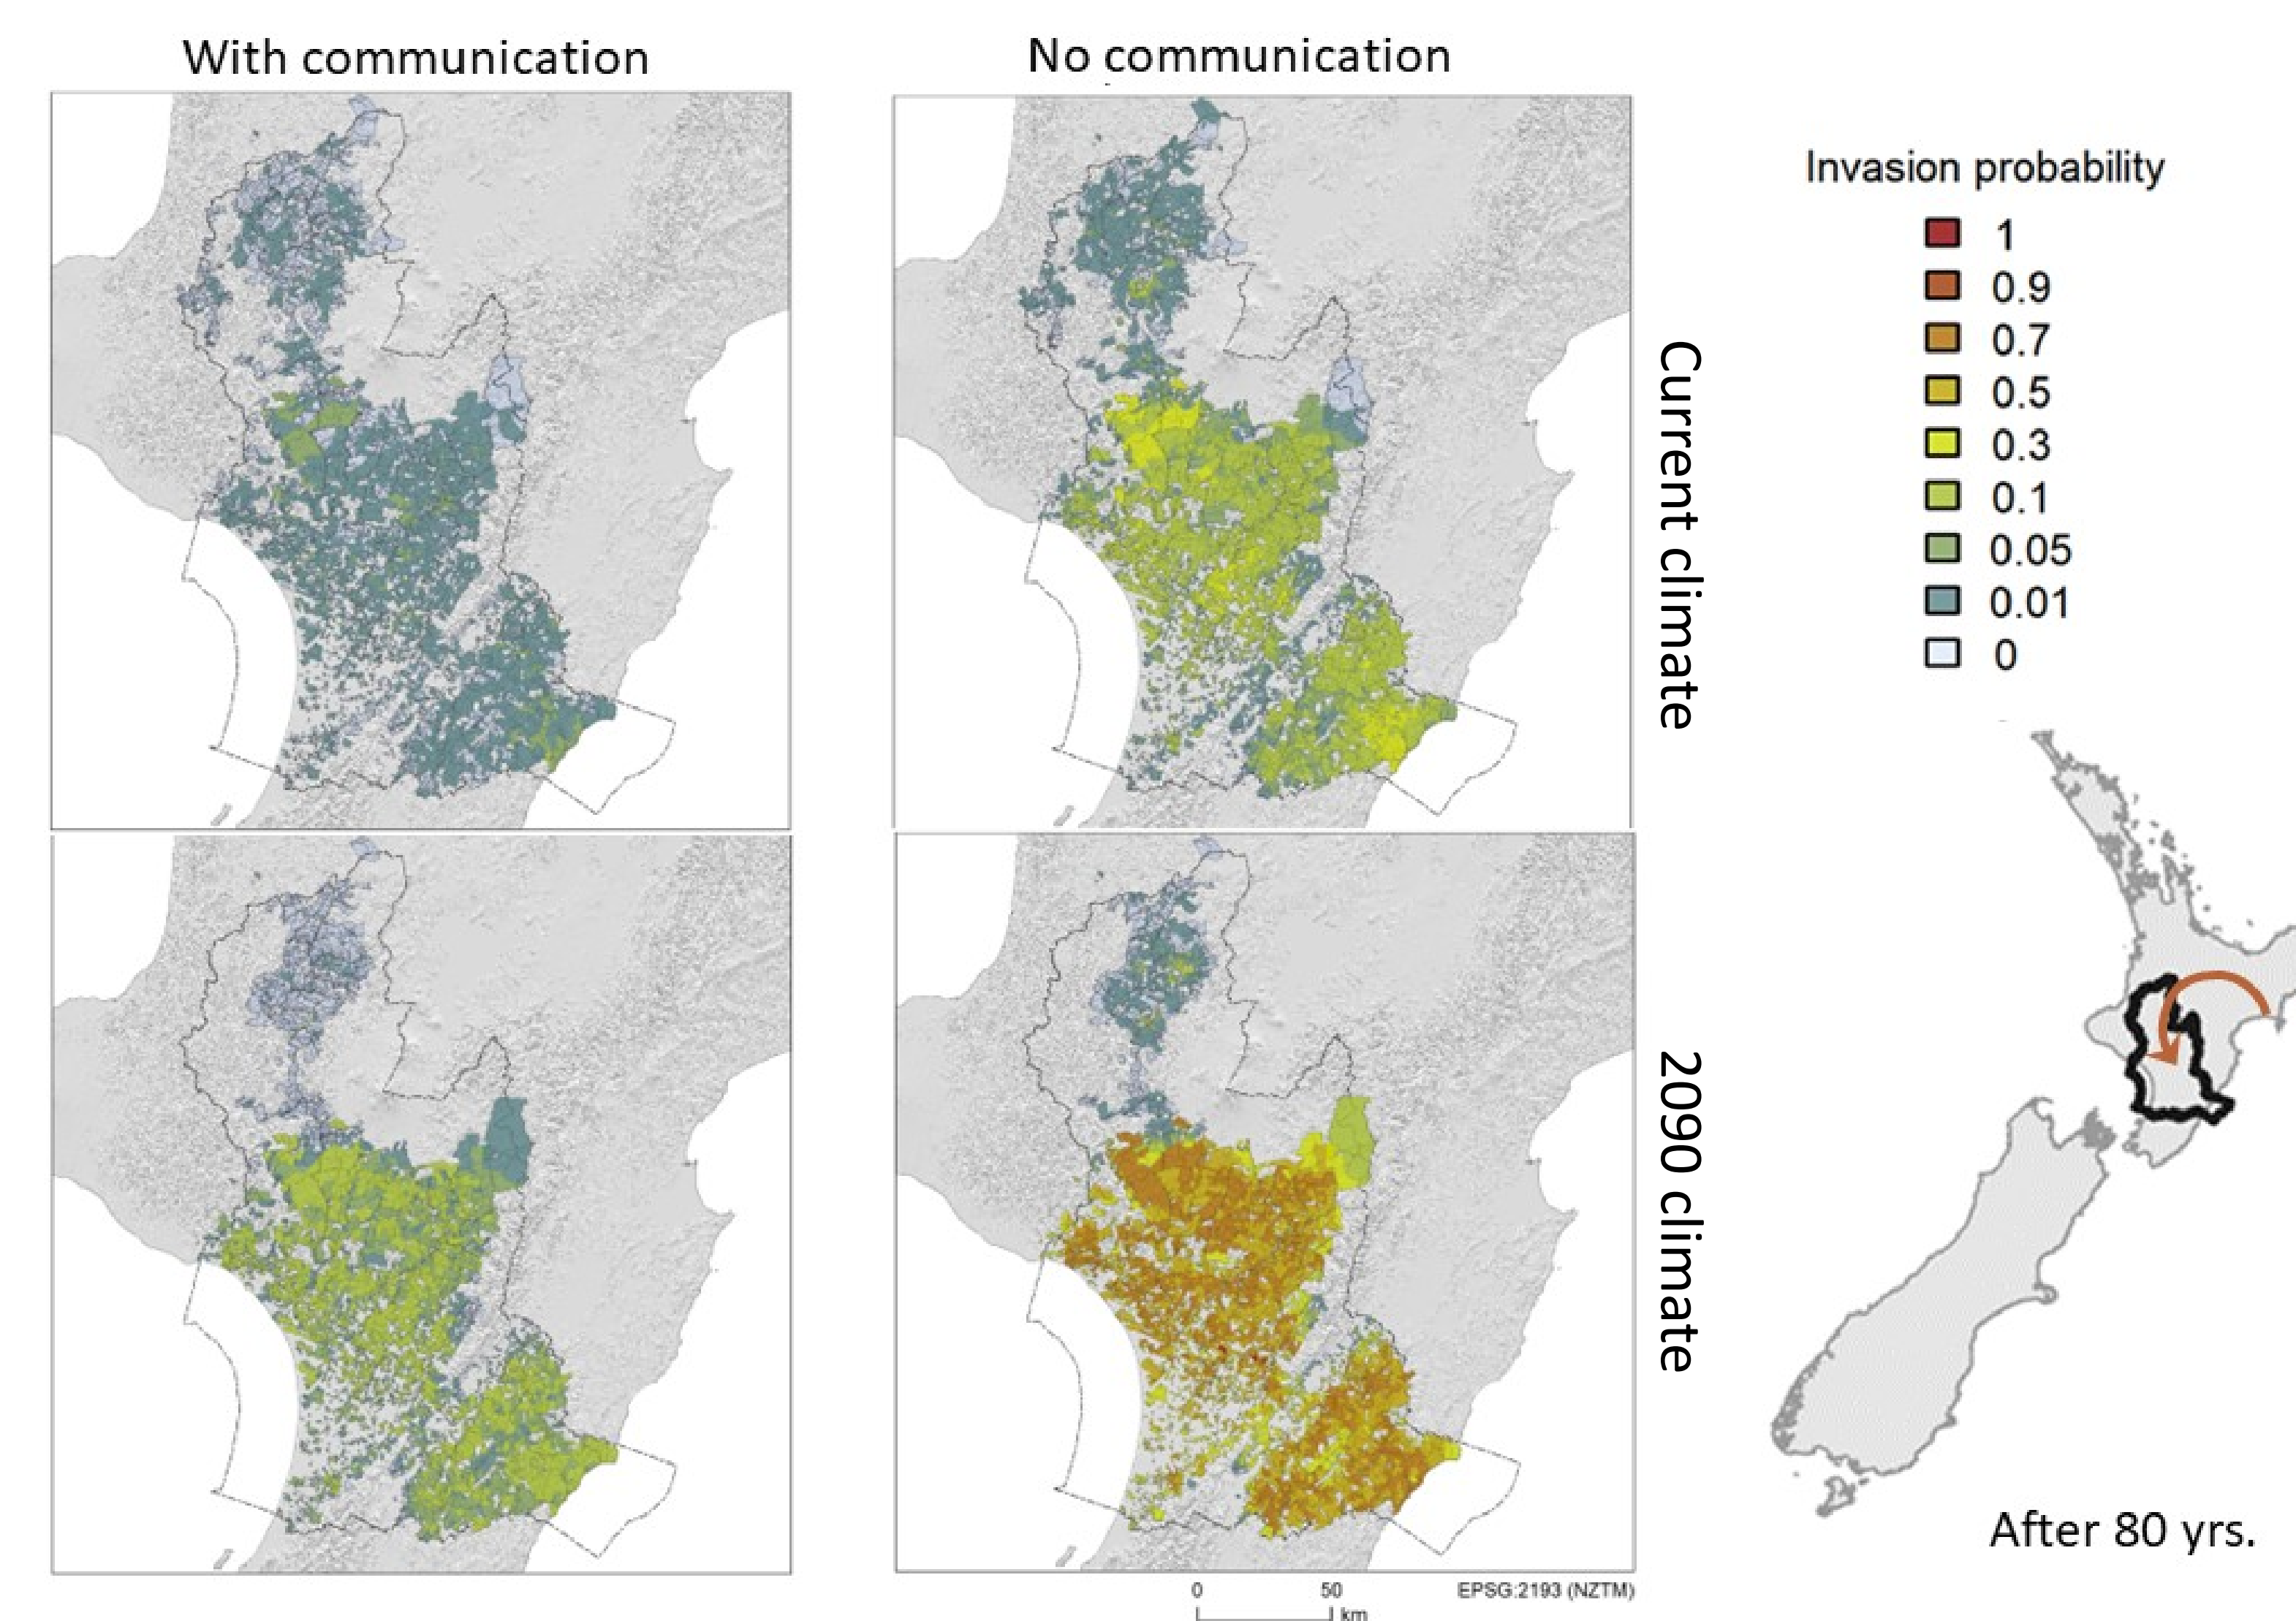 With communication
No communication
Current climate
2090 climate
Invasion probability
1
0.9
0.7
0.5
0.3
0.1
0.05
0.01
0
After 80 yrs.
0 50
km
EPSG:2193 (NZTM)